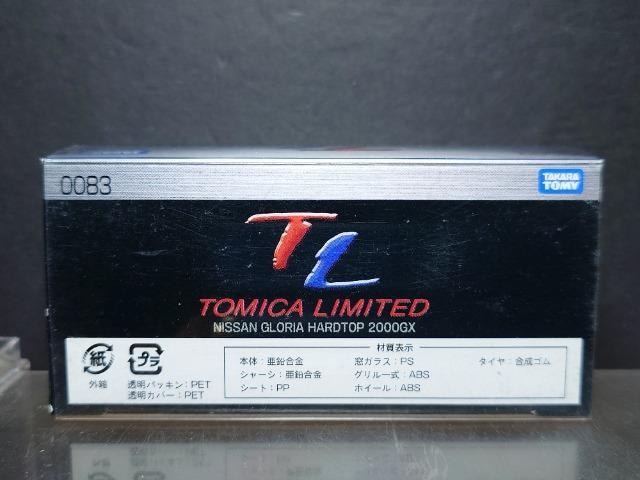 0083
TAKARA
TOMY
TL
TOMICA LIMITED
NISSAN GLORIA HARDTOP 2000GX
紙
外箱
プラ
透明パッキン：PET
透明カバー：PET
材質表示
本体：亜鉛合金
シャーシ：亜鉛合金
シート：PP
窓ガラス：PS
グリル一式：ABS
ホイール：ABS
タイヤ：合成ゴム